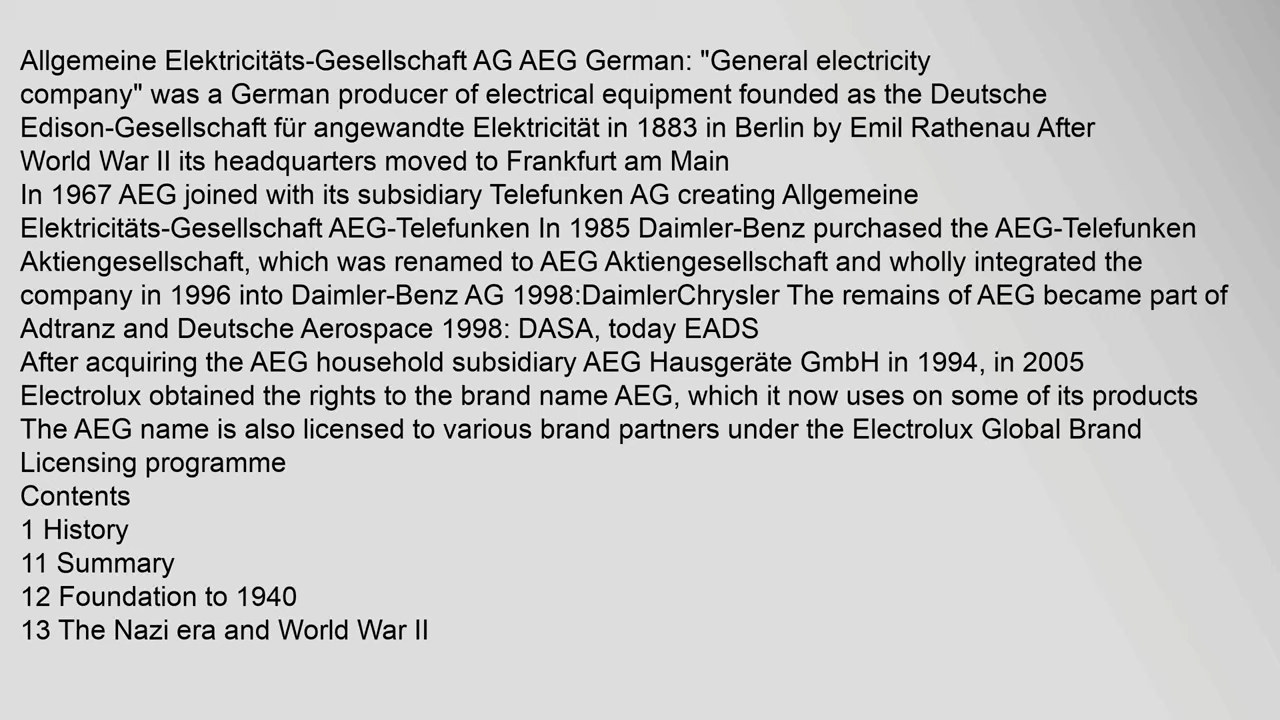 Allgemeine Elektricitäts-Gesellschaft AG AEG German: "General electricity
company" was a German producer of electrical equipment founded as the Deutsche
Edison-Gesellschaft für angewandte Elektricität in 1883 in Berlin by Emil Rathenau After
World War II its headquarters moved to Frankfurt am Main
In 1967 AEG joined with its subsidiary Telefunken AG creating Allgemeine
Elektricitäts-Gesellschaft AEG-Telefunken In 1985 Daimler-Benz purchased the AEG-Telefunken
Aktiengesellschaft, which was renamed to AEG Aktiengesellschaft and wholly integrated the
company in 1996 into Daimler-Benz AG 1998:DaimlerChrysler The remains of AEG became part of
Adtranz and Deutsche Aerospace 1998: DASA, today EADS
After acquiring the AEG household subsidiary AEG Hausgeräte GmbH in 1994, in 2005
Electrolux obtained the rights to the brand name AEG, which it now uses on some of its products
The AEG name is also licensed to various brand partners under the Electrolux Global Brand
Licensing programme
Contents
1 History
11 Summary
12 Foundation to 1940
13 The Nazi era and World War II